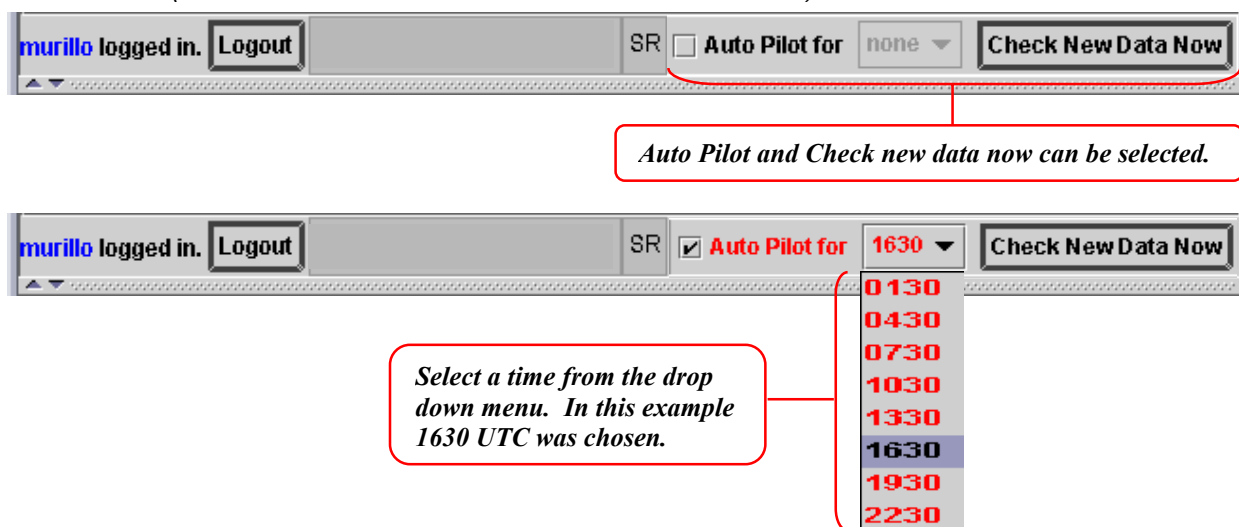 murillo logged in. Logout SR Auto Pilot for none Check New Data Now
Auto Pilot and Check new data now can be selected.
murillo logged in. Logout SR Auto Pilot for 1630 Check New Data Now
0130
0430
0730
1030
1330
1630
1930
2230
Select a time from the drop
down menu. In this example
1630 UTC was chosen.